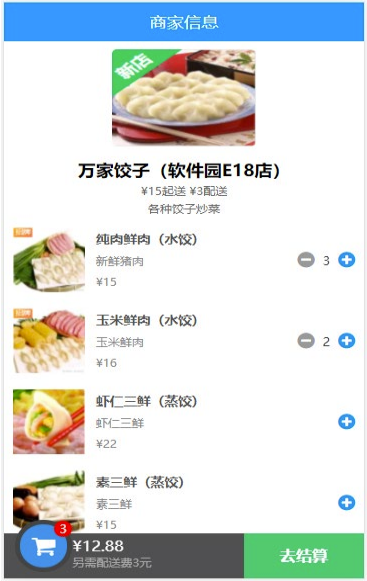 商家信息
新店
万家饺子（软件园E18店）
¥15起送 ¥3配送
各种饺子炒菜
纯肉鲜肉（水饺）
新鲜猪肉
¥15
3
玉米鲜肉（水饺）
玉米鲜肉
¥16
2
虾仁三鲜（蒸饺）
虾仁三鲜
¥22
素三鲜（蒸饺）
素三鲜
¥15
3
¥12.88
另需配送费3元
去结算